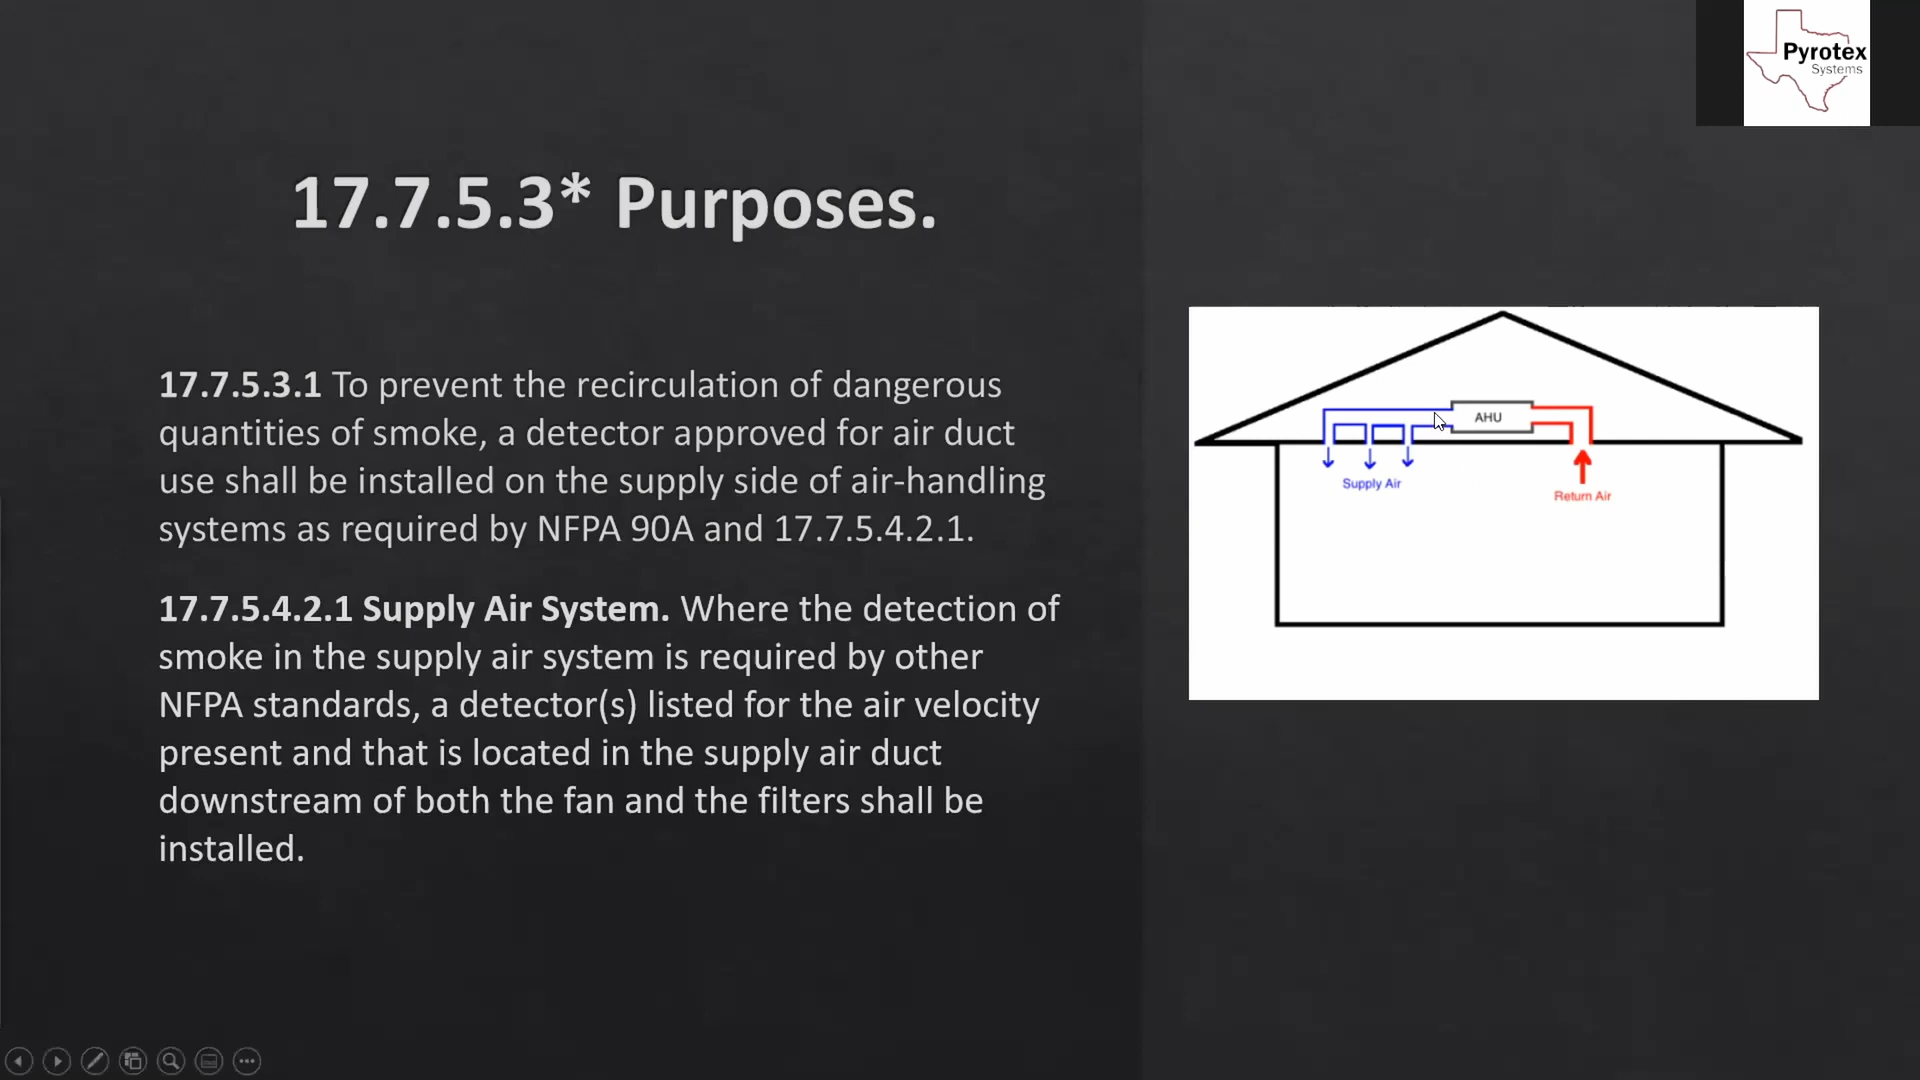 Pyrotex
Systems
17.7.5.3* Purposes.
17.7.5.3.1 To prevent the recirculation of dangerous
quantities of smoke, a detector approved for air duct
use shall be installed on the supply side of air-handling
systems as required by NFPA 90A and 17.7.5.4.2.1.
17.7.5.4.2.1 Supply Air System. Where the detection of
smoke in the supply air system is required by other
NFPA standards, a detector(s) listed for the air velocity
present and that is located in the supply air duct
downstream of both the fan and the filters shall be
installed.
AHU
Supply Air
Return Air